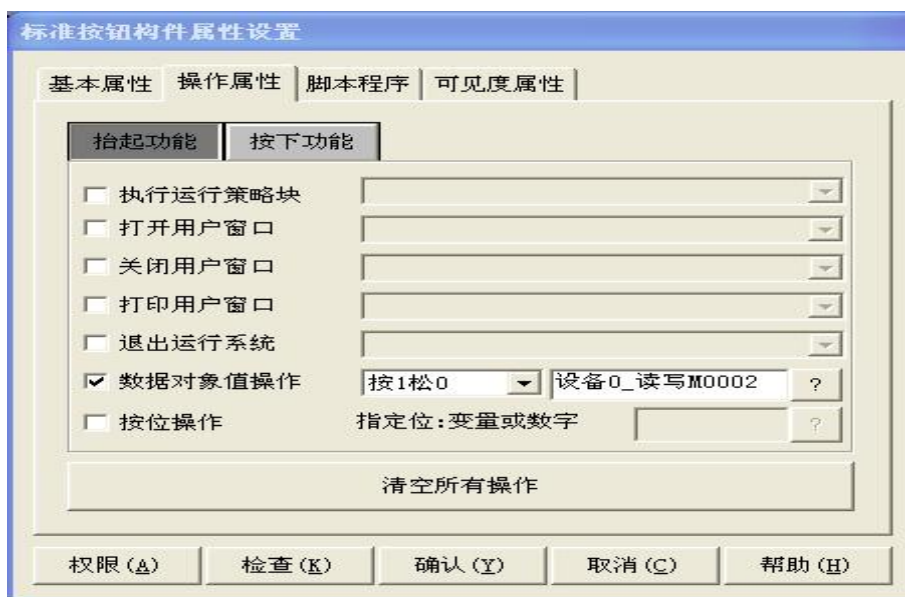 标准按钮构件属性设置
基本属性 操作属性 脚本程序 可见度属性
抬起功能 按下功能
执行运行策略块
打开用户窗口
关闭用户窗口
打印用户窗口
退出运行系统
数据对象值操作 按1松0 设备0_读写M0002 ?
按位操作 指定位:变量或数字 ?
清空所有操作
权限(A) 检查(K) 确认(Y) 取消(C) 帮助(H)